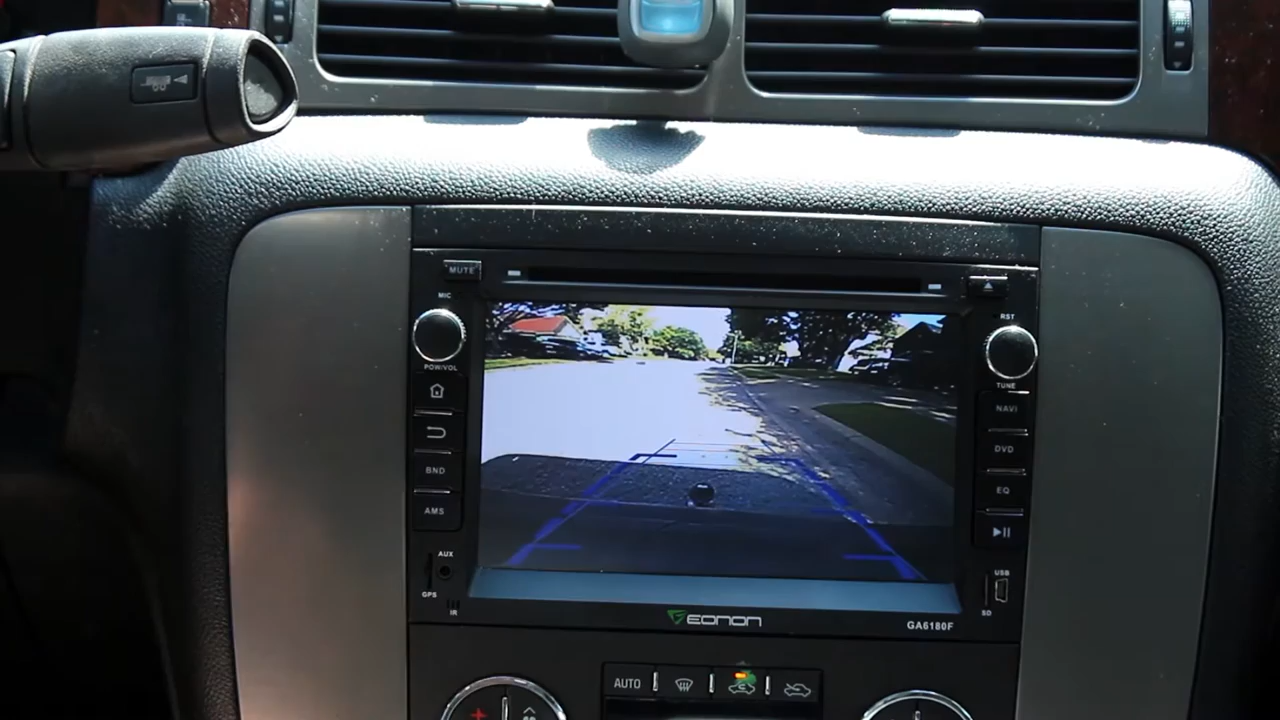 MUTE
MIC
RST
POW/VOL
TUNE
NAVI
DVD
BND
EQ
AMS
AUX
USB
GPS
IR
SD
EONON
GA6180F
AUTO